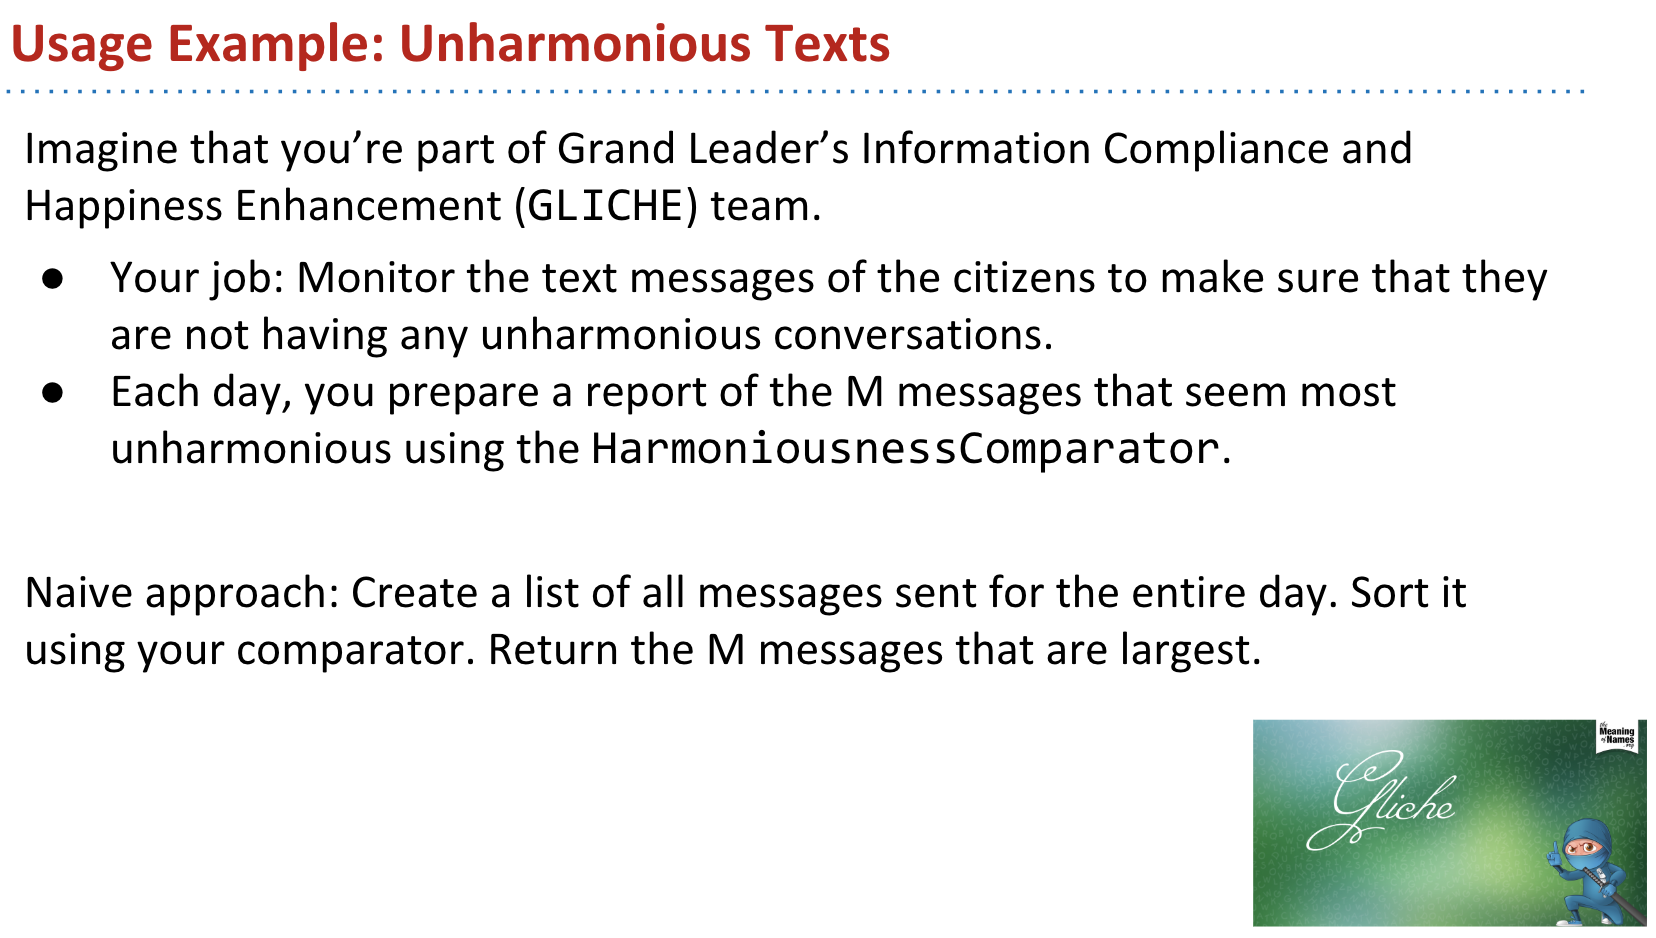 Usage Example: Unharmonious Texts
Imagine that you’re part of Grand Leader’s Information Compliance and
Happiness Enhancement (GLICHE) team.
● Your job: Monitor the text messages of the citizens to make sure that they
are not having any unharmonious conversations.
● Each day, you prepare a report of the M messages that seem most
unharmonious using the HarmoniousnessComparator.
Naive approach: Create a list of all messages sent for the entire day. Sort it
using your comparator. Return the M messages that are largest.
the
Meaning
of Names
.org
Gliche